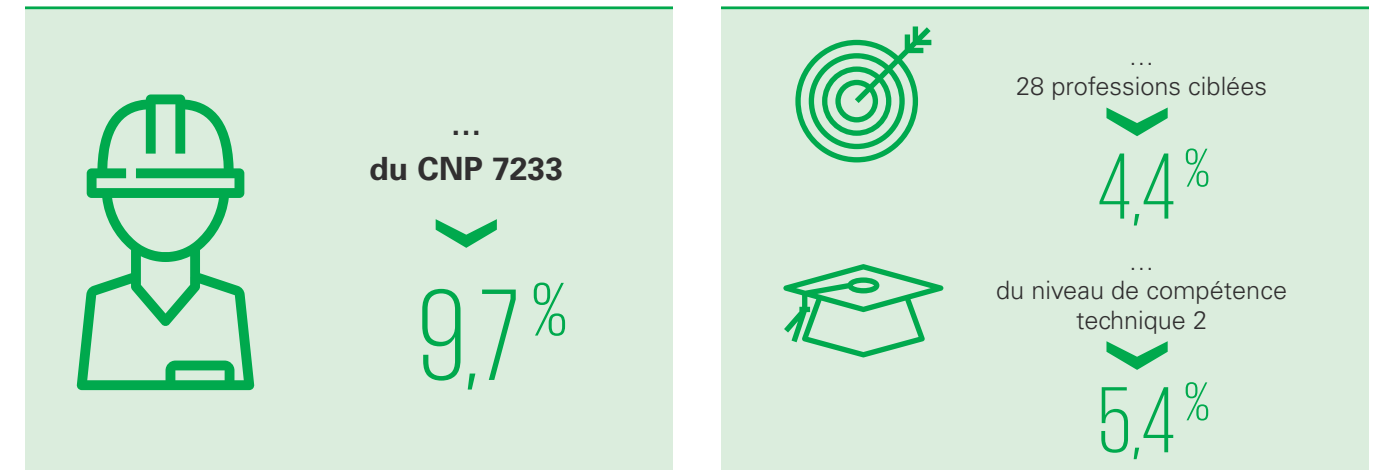 …
du CNP 7233
9,7 %
…
28 professions ciblées
4,4 %
…
du niveau de compétence
technique 2
5,4 %